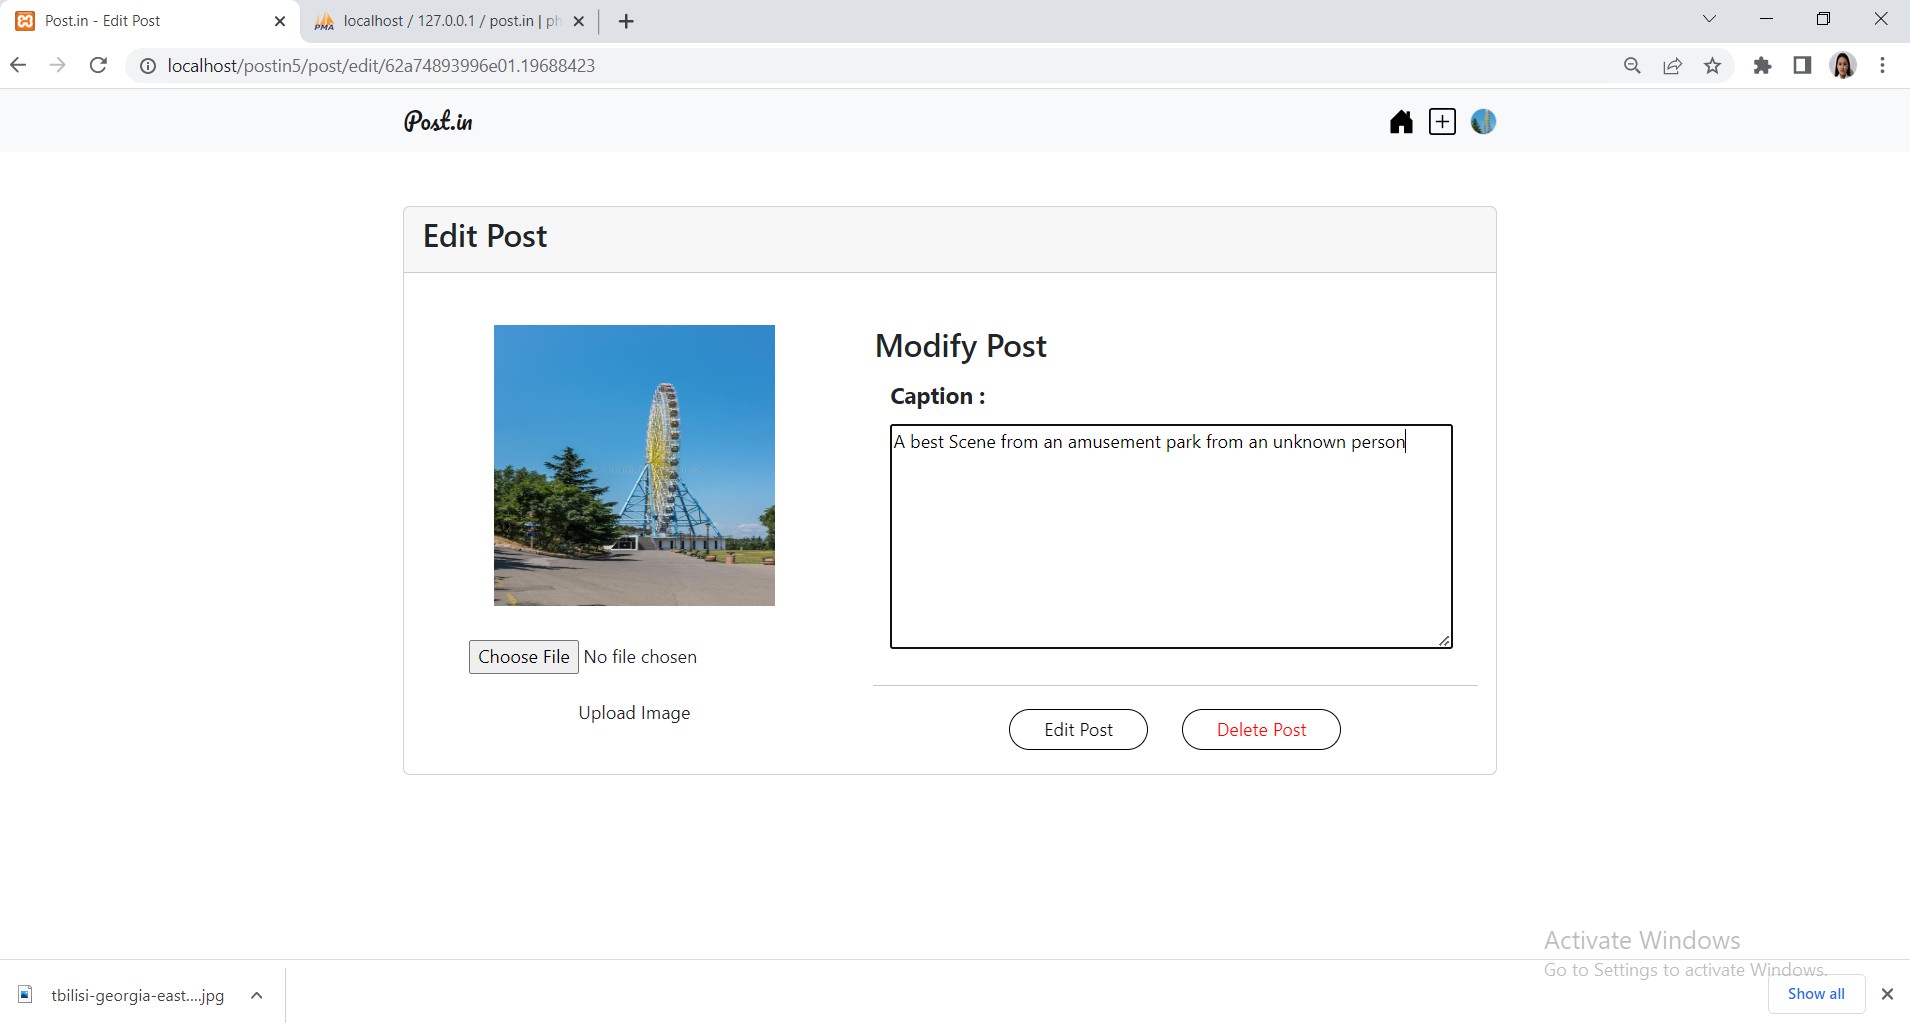 Post.in - Edit Post
PMA localhost / 127.0.0.1 / post.in | ph
localhost/postin5/post/edit/62a74893996e01.19688423
Post.in
Edit Post
Modify Post
Caption :
A best Scene from an amusement park from an unknown person
Choose File No file chosen
Upload Image
Edit Post
Delete Post
Activate Windows
Go to Settings to activate Windows.
tbilisi-georgia-east....jpg
Show all